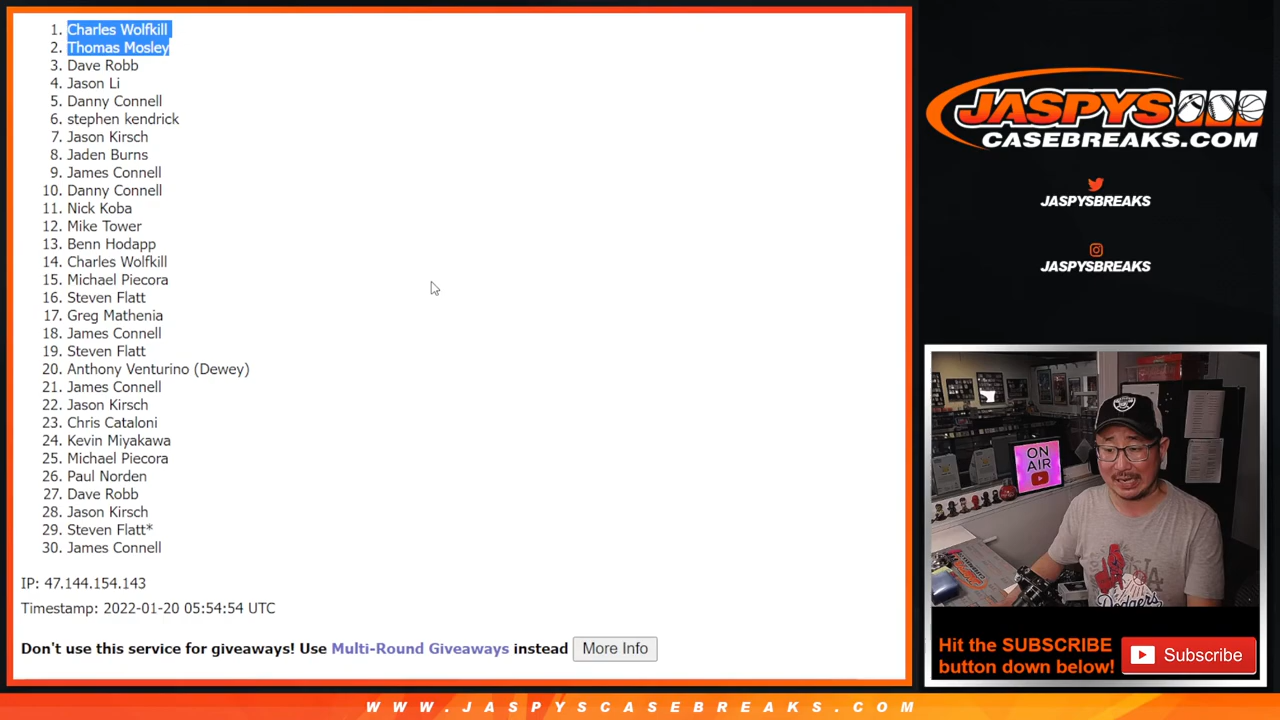 1. Charles Wolfkill
2. Thomas Mosley
3. Dave Robb
4. Jason Li
5. Danny Connell
6. stephen kendrick
7. Jason Kirsch
8. Jaden Burns
9. James Connell
10. Danny Connell
11. Nick Koba
12. Mike Tower
13. Benn Hodapp
14. Charles Wolfkill
15. Michael Piecora
16. Steven Flatt
17. Greg Mathenia
18. James Connell
19. Steven Flatt
20. Anthony Venturino (Dewey)
21. James Connell
22. Jason Kirsch
23. Chris Cataloni
24. Kevin Miyakawa
25. Michael Piecora
26. Paul Norden
27. Dave Robb
28. Jason Kirsch
29. Steven Flatt*
30. James Connell
IP: 47.144.154.143
Timestamp: 2022-01-20 05:54:54 UTC
Don't use this service for giveaways! Use Multi-Round Giveaways instead More Info
JASPYS
CASEBREAKS.COM
JASPYSBREAKS
JASPYSBREAKS
ON
AIR
Dodgers
Hit the SUBSCRIBE
button down below!
Subscribe
WWW.JASPYSCASEBREAKS.COM